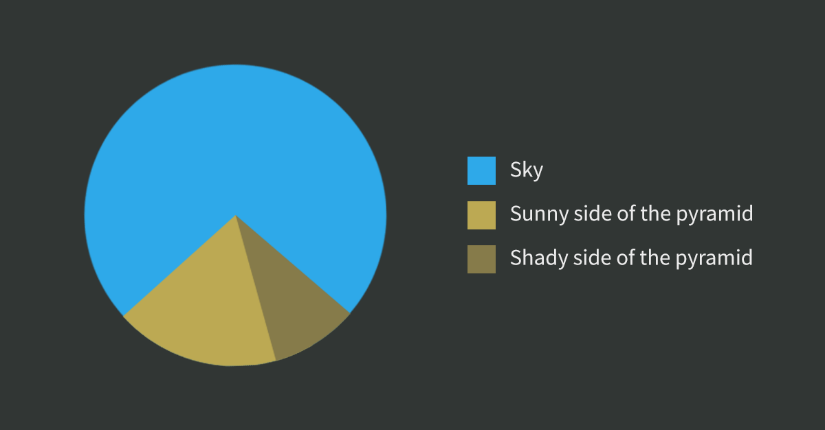 Sky
Sunny side of the pyramid
Shady side of the pyramid